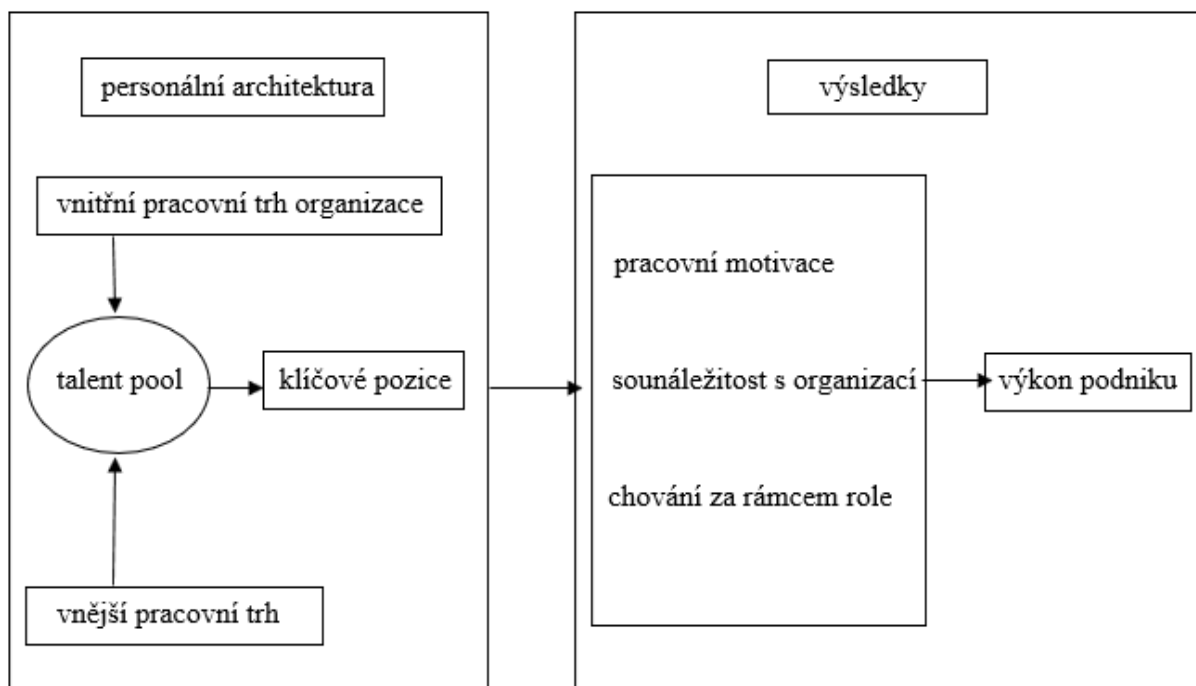 personální architektura
vnitřní pracovní trh organizace
talent pool
klíčové pozice
vnější pracovní trh
výsledky
pracovní motivace
sounáležitost s organizací
chování za rámcem role
výkon podniku